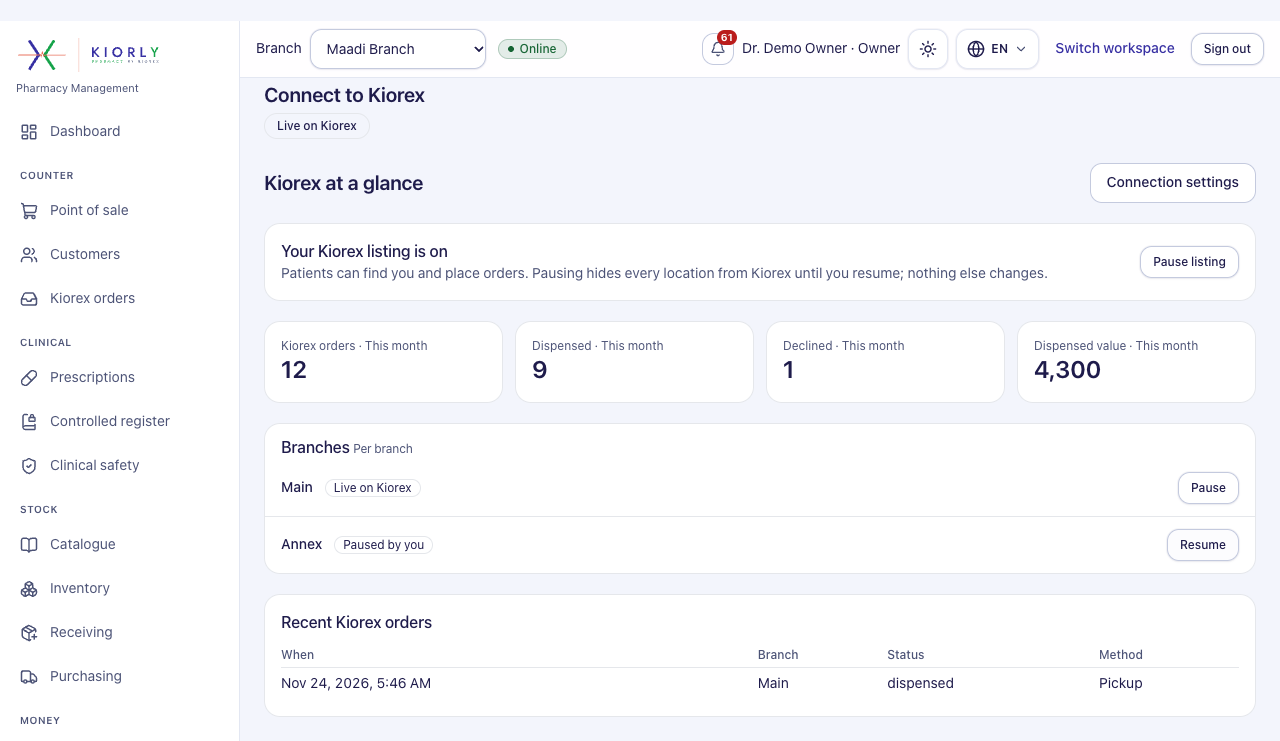 KIORLY
PHARMACY BY KIOREX
Pharmacy Management
Dashboard
COUNTER
Point of sale
Customers
Kiorex orders
CLINICAL
Prescriptions
Controlled register
Clinical safety
STOCK
Catalogue
Inventory
Receiving
Purchasing
MONEY
Branch
Maadi Branch
Online
61
Dr. Demo Owner · Owner
EN
Switch workspace
Sign out
Connect to Kiorex
Live on Kiorex
Kiorex at a glance
Connection settings
Your Kiorex listing is on
Patients can find you and place orders. Pausing hides every location from Kiorex until you resume; nothing else changes.
Pause listing
Kiorex orders · This month
12
Dispensed · This month
9
Declined · This month
1
Dispensed value · This month
4,300
Branches Per branch
Main Live on Kiorex Pause
Annex Paused by you Resume
Recent Kiorex orders
When Branch Status Method
Nov 24, 2026, 5:46 AM Main dispensed Pickup